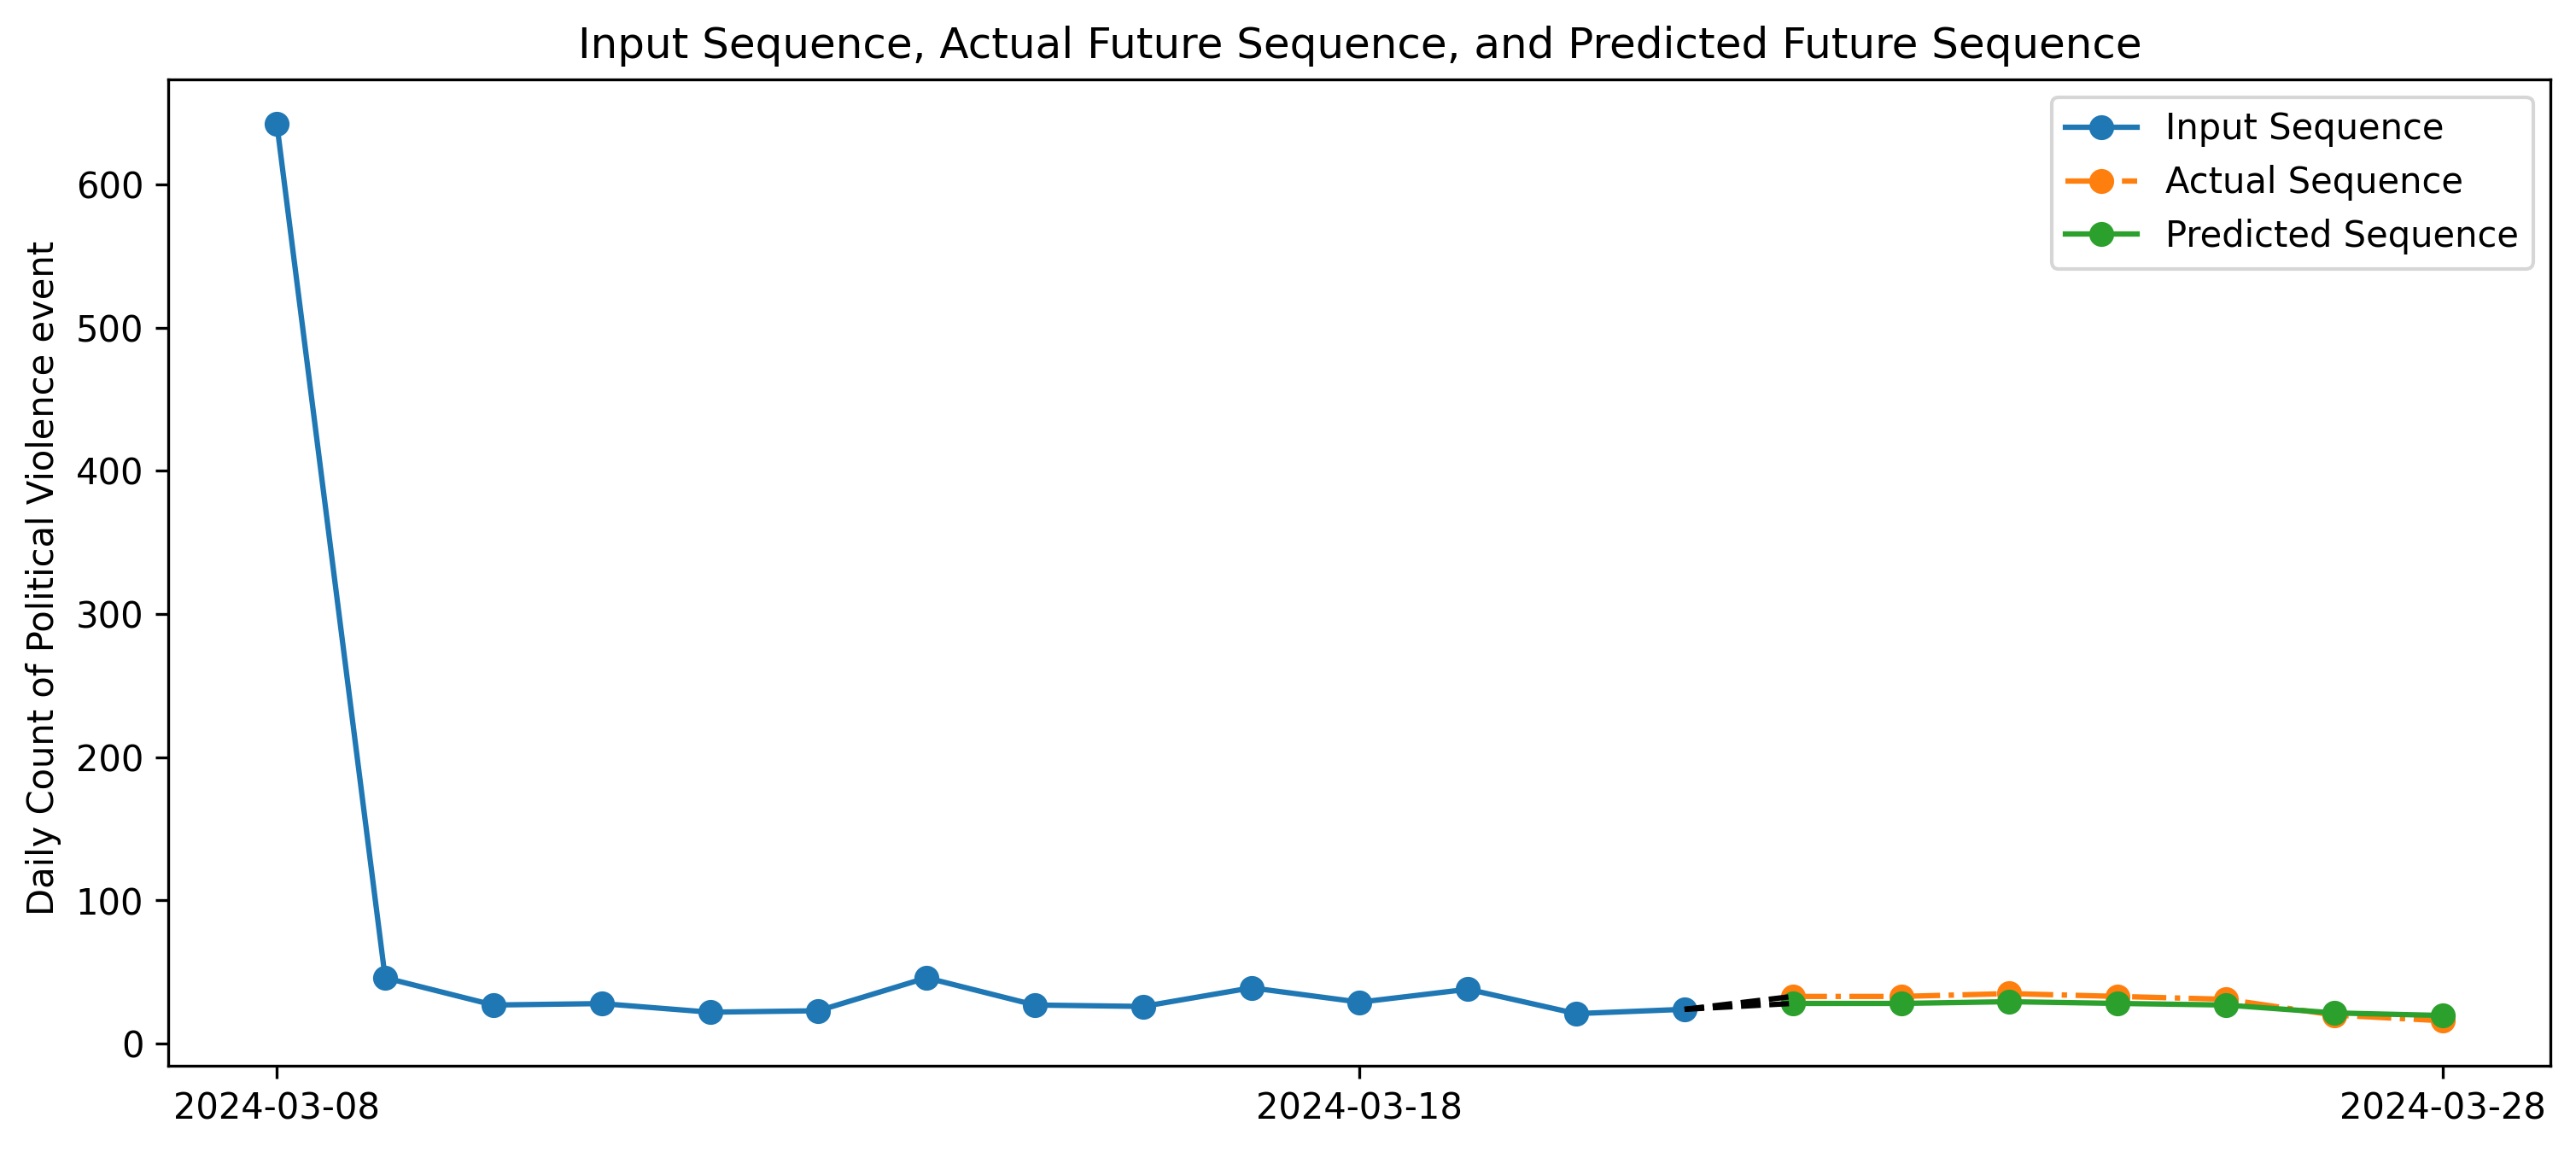 Input Sequence, Actual Future Sequence, and Predicted Future Sequence
Input Sequence
Actual Sequence
Predicted Sequence
Daily Count of Political Violence event
600
500
400
300
200
100
0
2024-03-08
2024-03-18
2024-03-28